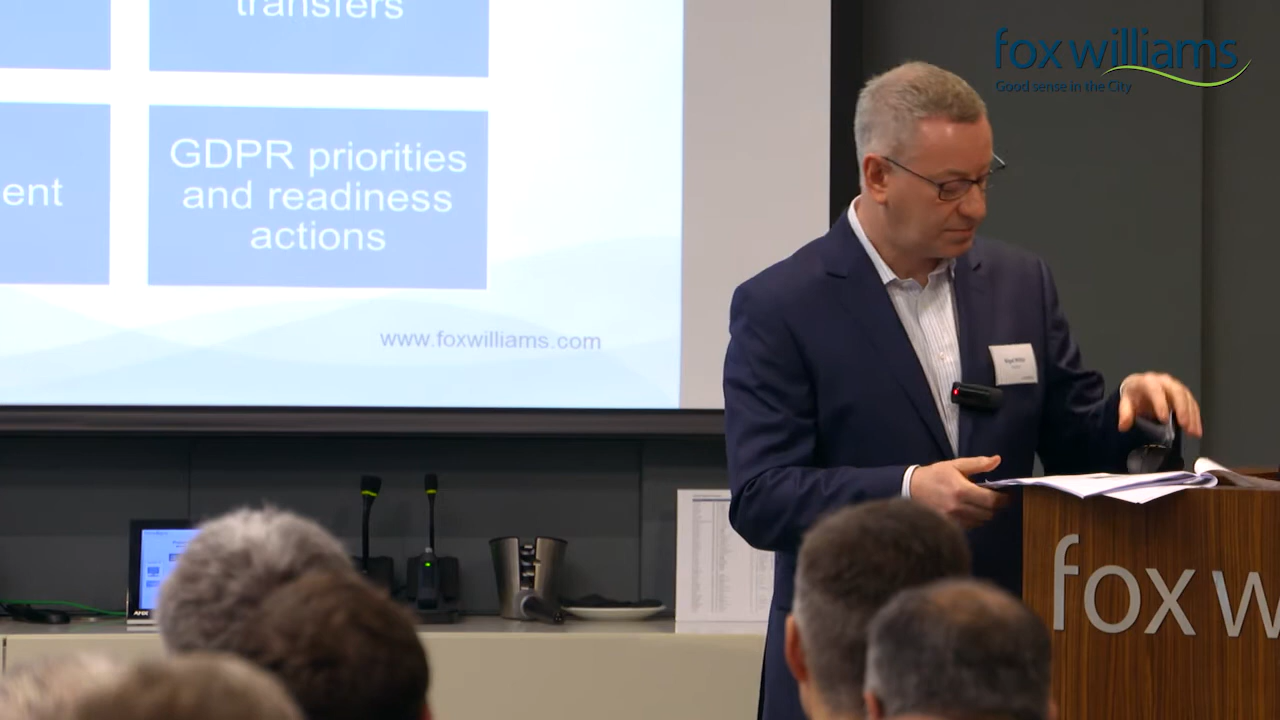 transfers
fox williams
Good sense in the City
GDPR priorities
and readiness
actions
ent
www.foxwilliams.com
fox w